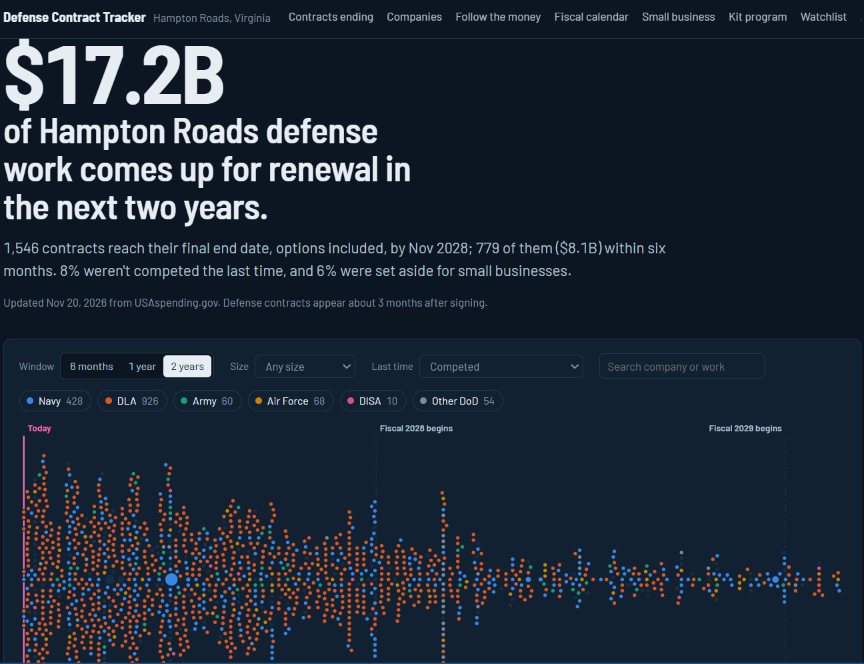 Defense Contract Tracker Hampton Roads, Virginia Contracts ending Companies Follow the money Fiscal calendar Small business Kit program Watchlist
$17.2B
of Hampton Roads defense
work comes up for renewal in
the next two years.
1,546 contracts reach their final end date, options included, by Nov 2028; 779 of them ($8.1B) within six
months. 8% weren't competed the last time, and 6% were set aside for small businesses.
Updated Nov 20, 2026 from USAspending.gov. Defense contracts appear about 3 months after signing.
Window 6 months 1 year 2 years Size Any size Last time Competed Search company or work
Navy 428 DLA 926 Army 60 Air Force 68 DISA 10 Other DoD 54
Today Fiscal 2028 begins Fiscal 2029 begins